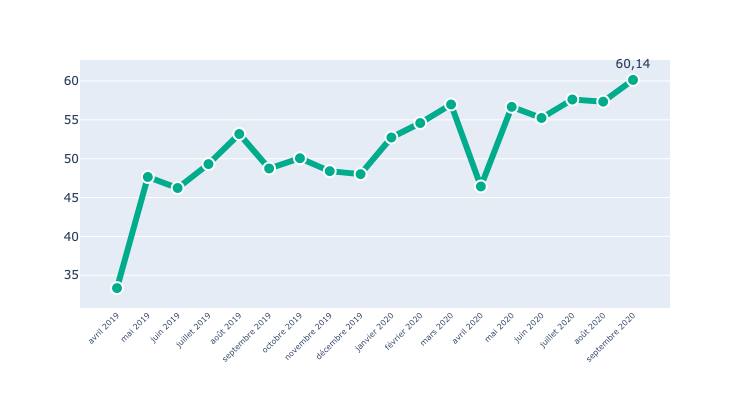 60,14
60
55
50
45
40
35
avril 2019
mai 2019
juin 2019
juillet 2019
août 2019
septembre 2019
octobre 2019
novembre 2019
décembre 2019
janvier 2020
février 2020
mars 2020
avril 2020
mai 2020
juin 2020
juillet 2020
août 2020
septembre 2020